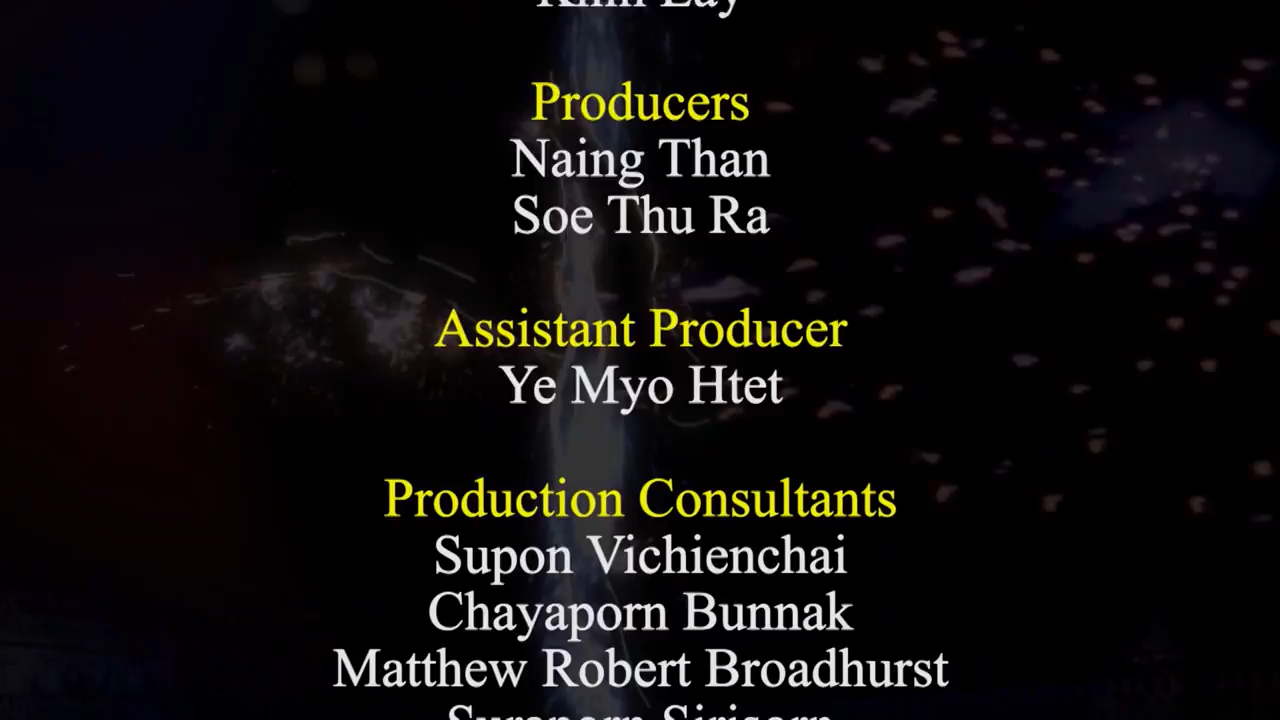 Producers
Naing Than
Soe Thu Ra
Assistant Producer
Ye Myo Htet
Production Consultants
Supon Vichienchai
Chayaporn Bunnak
Matthew Robert Broadhurst